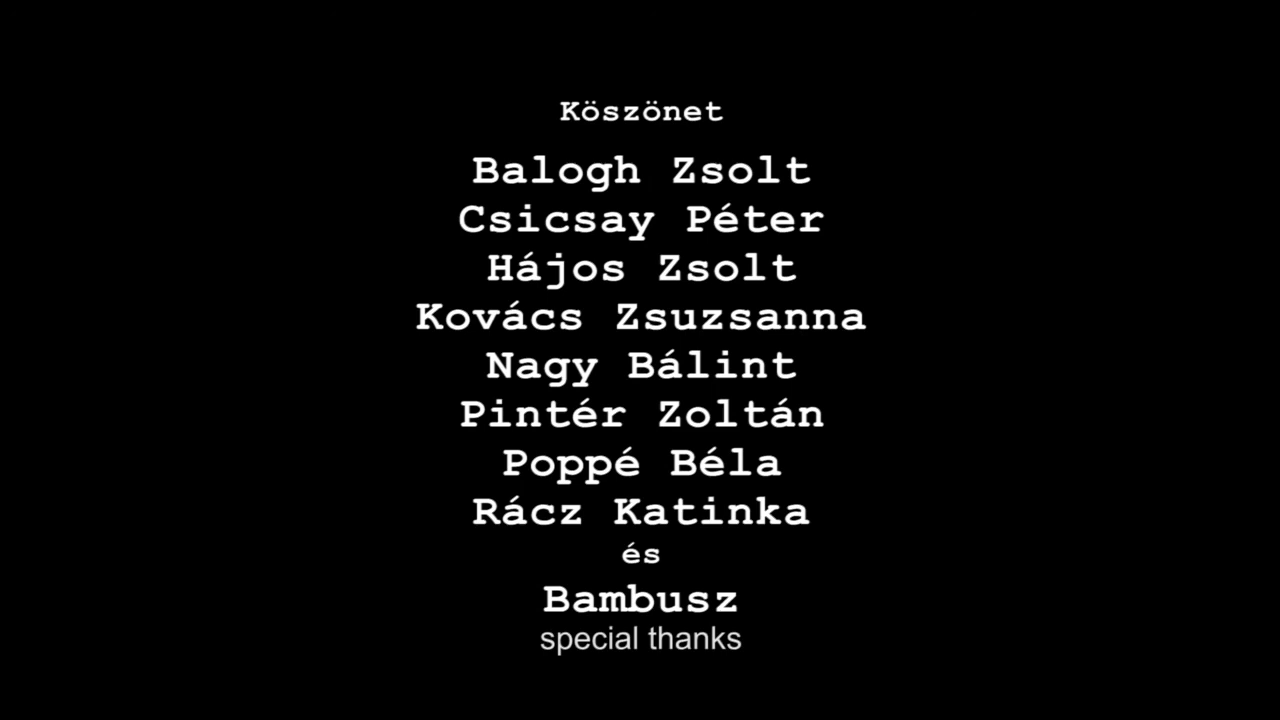 Köszönet
Balogh Zsolt
Csicsay Péter
Hájos Zsolt
Kovács Zsuzsanna
Nagy Bálint
Pintér Zoltán
Poppé Béla
Rácz Katinka
és
Bambusz
special thanks